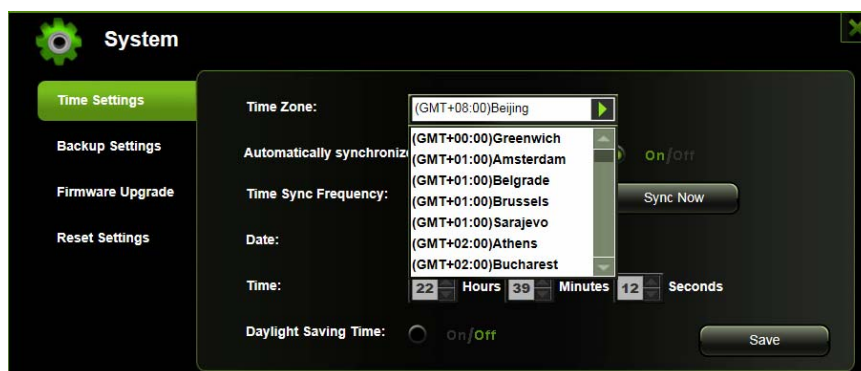 System
Time Settings
Backup Settings
Firmware Upgrade
Reset Settings
Time Zone:
(GMT+08:00)Beijing
(GMT+00:00)Greenwich
(GMT+01:00)Amsterdam
(GMT+01:00)Belgrade
(GMT+01:00)Brussels
(GMT+01:00)Sarajevo
(GMT+02:00)Athens
(GMT+02:00)Bucharest
Automatically synchroniz
On/Off
Time Sync Frequency:
Sync Now
Date:
Time:
22 Hours 39 Minutes 12 Seconds
Daylight Saving Time:
On/Off
Save